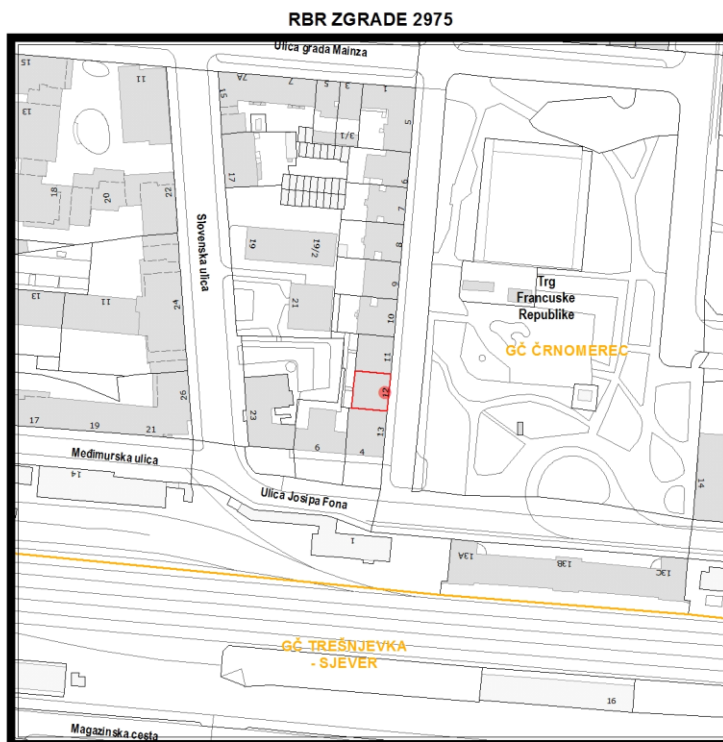 RBR ZGRADE 2975
Ulica grada Mainza
15
11
13
7A
7
5
3
1
15
3/1
5
17
6
18
20
22
7
8
Slovenska ulica
19
19/2
9
Trg
Francuske
Republike
13
11
24
21
10
GČ ČRNOMEREC
11
12
26
23
13
17
19
21
6
4
Međimurska ulica
14
Ulica Josipa Fona
14
1
13A
13B
13C
GČ TREŠNJEVKA
- SJEVER
16
Magazinska cesta